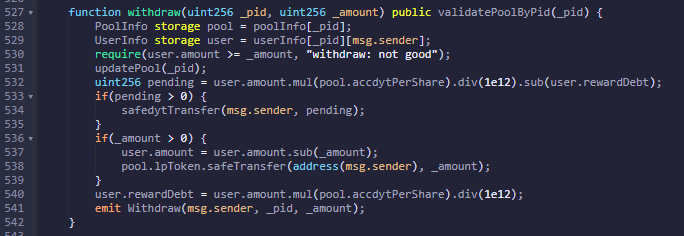 527 function withdraw(uint256 _pid, uint256 _amount) public validatePoolByPid(_pid) {
528 PoolInfo storage pool = poolInfo[_pid];
529 UserInfo storage user = userInfo[_pid][msg.sender];
530 require(user.amount >= _amount, "withdraw: not good");
531 updatePool(_pid);
532 uint256 pending = user.amount.mul(pool.accdytPerShare).div(1e12).sub(user.rewardDebt);
533 if(pending > 0) {
534 safedytTransfer(msg.sender, pending);
535 }
536 if(_amount > 0) {
537 user.amount = user.amount.sub(_amount);
538 pool.lpToken.safeTransfer(address(msg.sender), _amount);
539 }
540 user.rewardDebt = user.amount.mul(pool.accdytPerShare).div(1e12);
541 emit Withdraw(msg.sender, _pid, _amount);
542 }